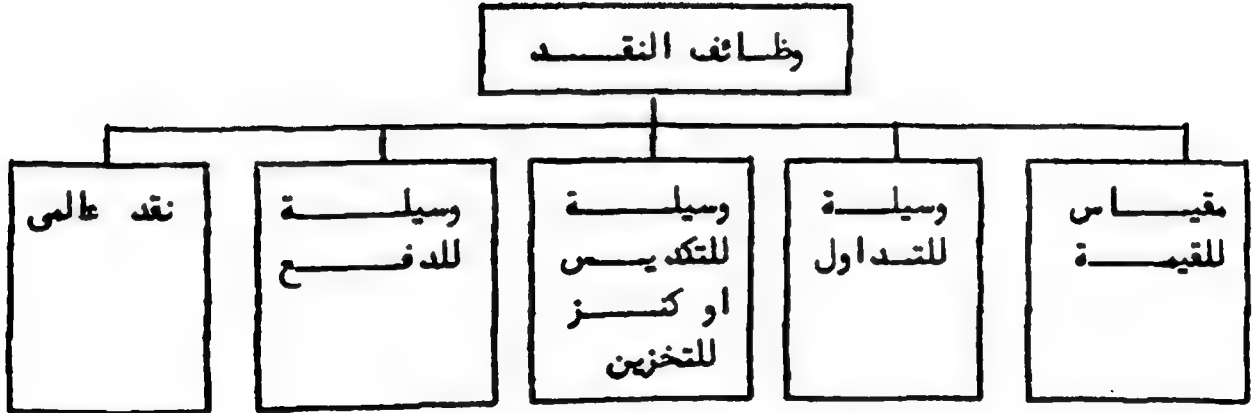 وظائف النقد
مقياس
للقيمة
وسيلة
للتداول
وسيلة
للتكديس
او كنز
للتخزين
وسيلة
للدفع
نقد عالمى